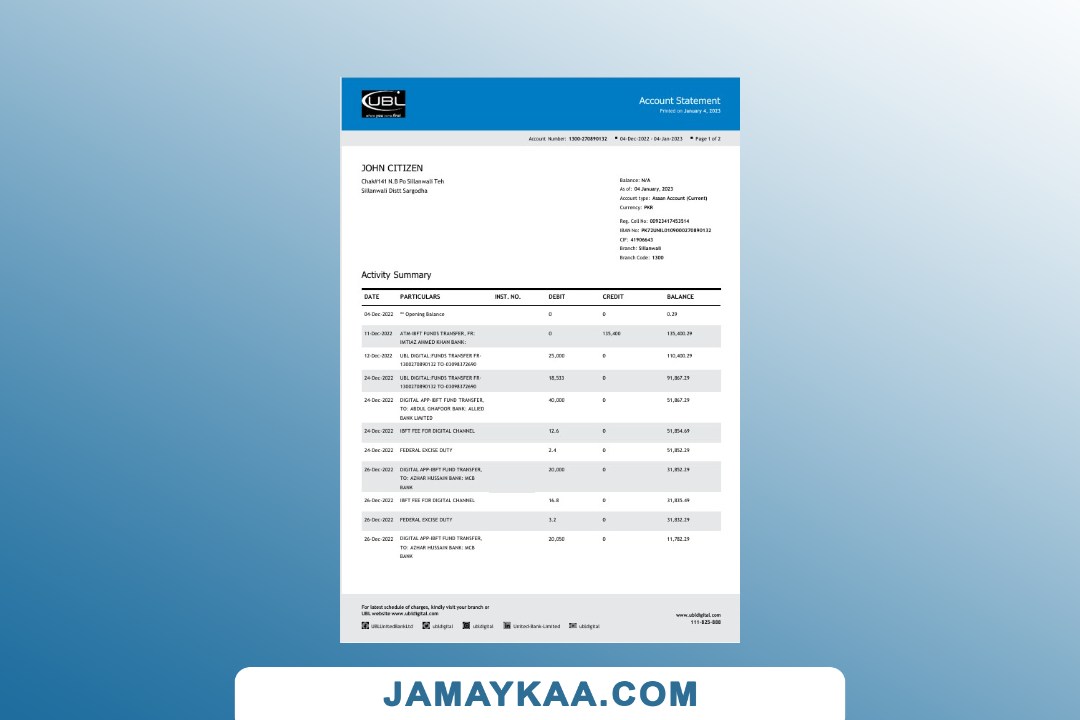 UBL
where you come first
Account Statement
Printed on January 4, 2023
Account Number: 1300-270890132 • 04-Dec-2022 - 04-Jan-2023 • Page 1 of 2
JOHN CITIZEN
Chak#141 N.B Po Sillanwali Teh
Sillanwali Distt Sargodha
Balance: N/A
As of: 04 January, 2023
Account type: Asaan Account (Current)
Currency: PKR
Reg. Cell No: 00923417453514
IBAN No: PK72UNIL0109000270890132
CIF: 41906643
Branch: Sillanwali
Branch Code: 1300
Activity Summary
DATE PARTICULARS INST. NO. DEBIT CREDIT BALANCE
04-Dec-2022 ** Opening Balance 0 0 0.29
11-Dec-2022 ATM-IBFT FUNDS TRANSFER, FR: 0 135,400 135,400.29
IMTIAZ AHMED KHAN BANK:
12-Dec-2022 UBL DIGITAL:FUNDS TRANSFER FR- 25,000 0 110,400.29
1300270890132 TO-03098372690
24-Dec-2022 UBL DIGITAL:FUNDS TRANSFER FR- 18,533 0 91,867.29
1300270890132 TO-03098372690
24-Dec-2022 DIGITAL APP-IBFT FUND TRANSFER, 40,000 0 51,867.29
TO: ABDUL GHAFOOR BANK: ALLIED
BANK LIMITED
24-Dec-2022 IBFT FEE FOR DIGITAL CHANNEL 12.6 0 51,854.69
24-Dec-2022 FEDERAL EXCISE DUTY 2.4 0 51,852.29
26-Dec-2022 DIGITAL APP-IBFT FUND TRANSFER, 20,000 0 31,852.29
TO: AZHAR HUSSAIN BANK: MCB
BANK
26-Dec-2022 IBFT FEE FOR DIGITAL CHANNEL 16.8 0 31,835.49
26-Dec-2022 FEDERAL EXCISE DUTY 3.2 0 31,832.29
26-Dec-2022 DIGITAL APP-IBFT FUND TRANSFER, 20,050 0 11,782.29
TO: AZHAR HUSSAIN BANK: MCB
BANK
For latest schedule of charges, kindly visit your branch or
UBL website www.ubldigital.com
UBLUnitedBankLtd ubldigital ubldigital United-Bank-Limited ubldigital
www.ubldigital.com
111-825-888
JAMAYKAA.COM